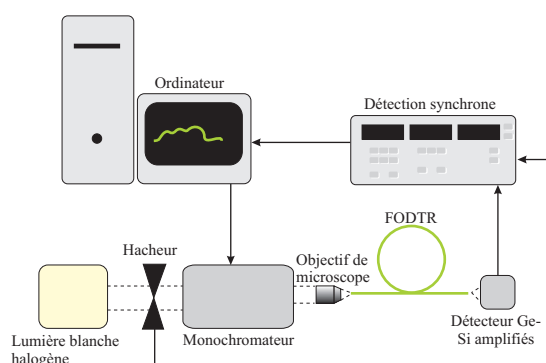 Ordinateur
Détection synchrone
FODTR
Hacheur
Objectif de
microscope
Monochromateur
Lumière blanche
halogène
Détecteur Ge-
Si amplifiés